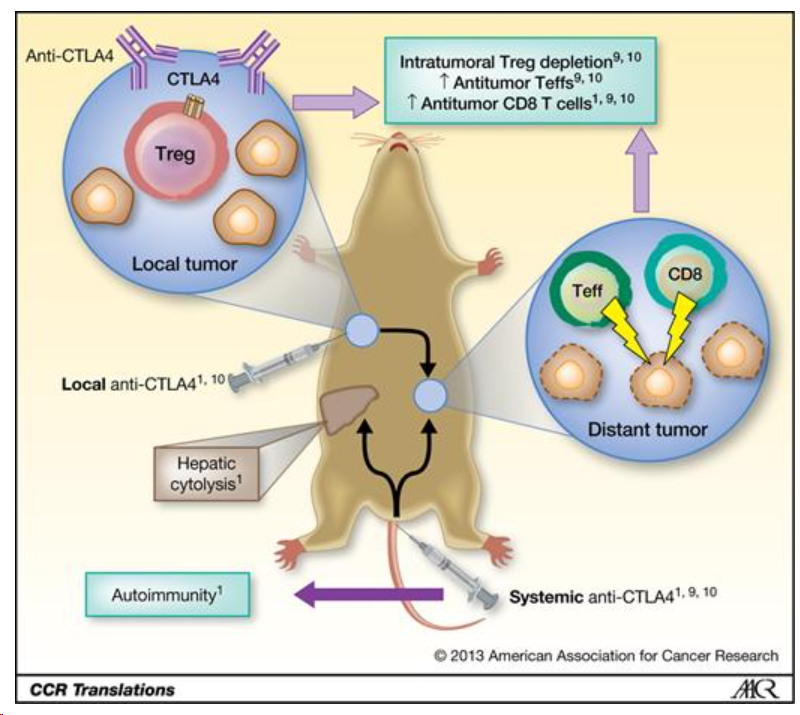 Anti-CTLA4
CTLA4
Treg
Local tumor
Intratumoral Treg depletion9, 10
↑ Antitumor Teffs9, 10
↑ Antitumor CD8 T cells1, 9, 10
Teff
CD8
Distant tumor
Local anti-CTLA41, 10
Hepatic
cytolysis1
Autoimmunity1
Systemic anti-CTLA41, 9, 10
© 2013 American Association for Cancer Research
CCR Translations
AACR